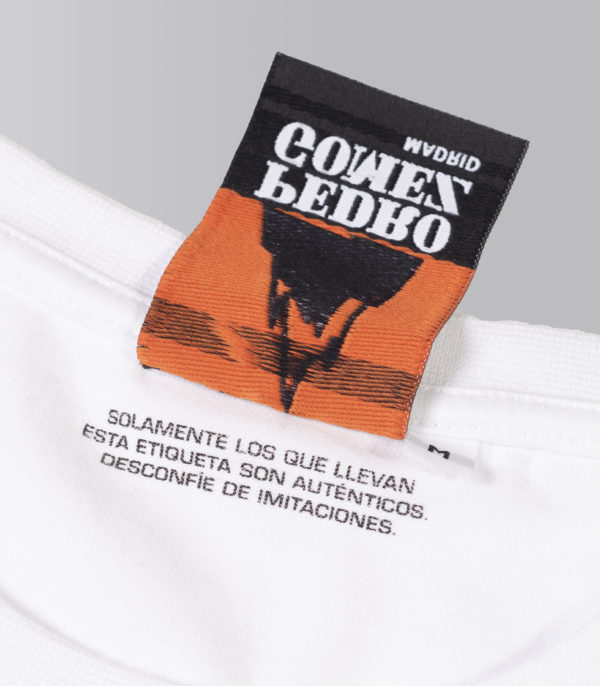 PEDRO
GOMEZ
MADRID
M
SOLAMENTE LOS QUE LLEVAN
ESTA ETIQUETA SON AUTÉNTICOS.
DESCONFÍE DE IMITACIONES.